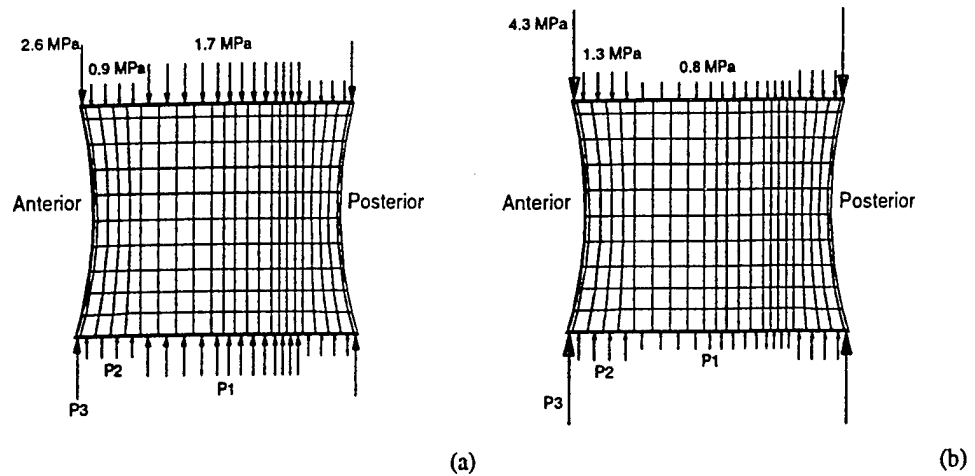 2.6 MPa
0.9 MPa
1.7 MPa
Anterior
Posterior
P2
P1
P3
(a)
4.3 MPa
1.3 MPa
0.8 MPa
Anterior
Posterior
P2
P1
P3
(b)